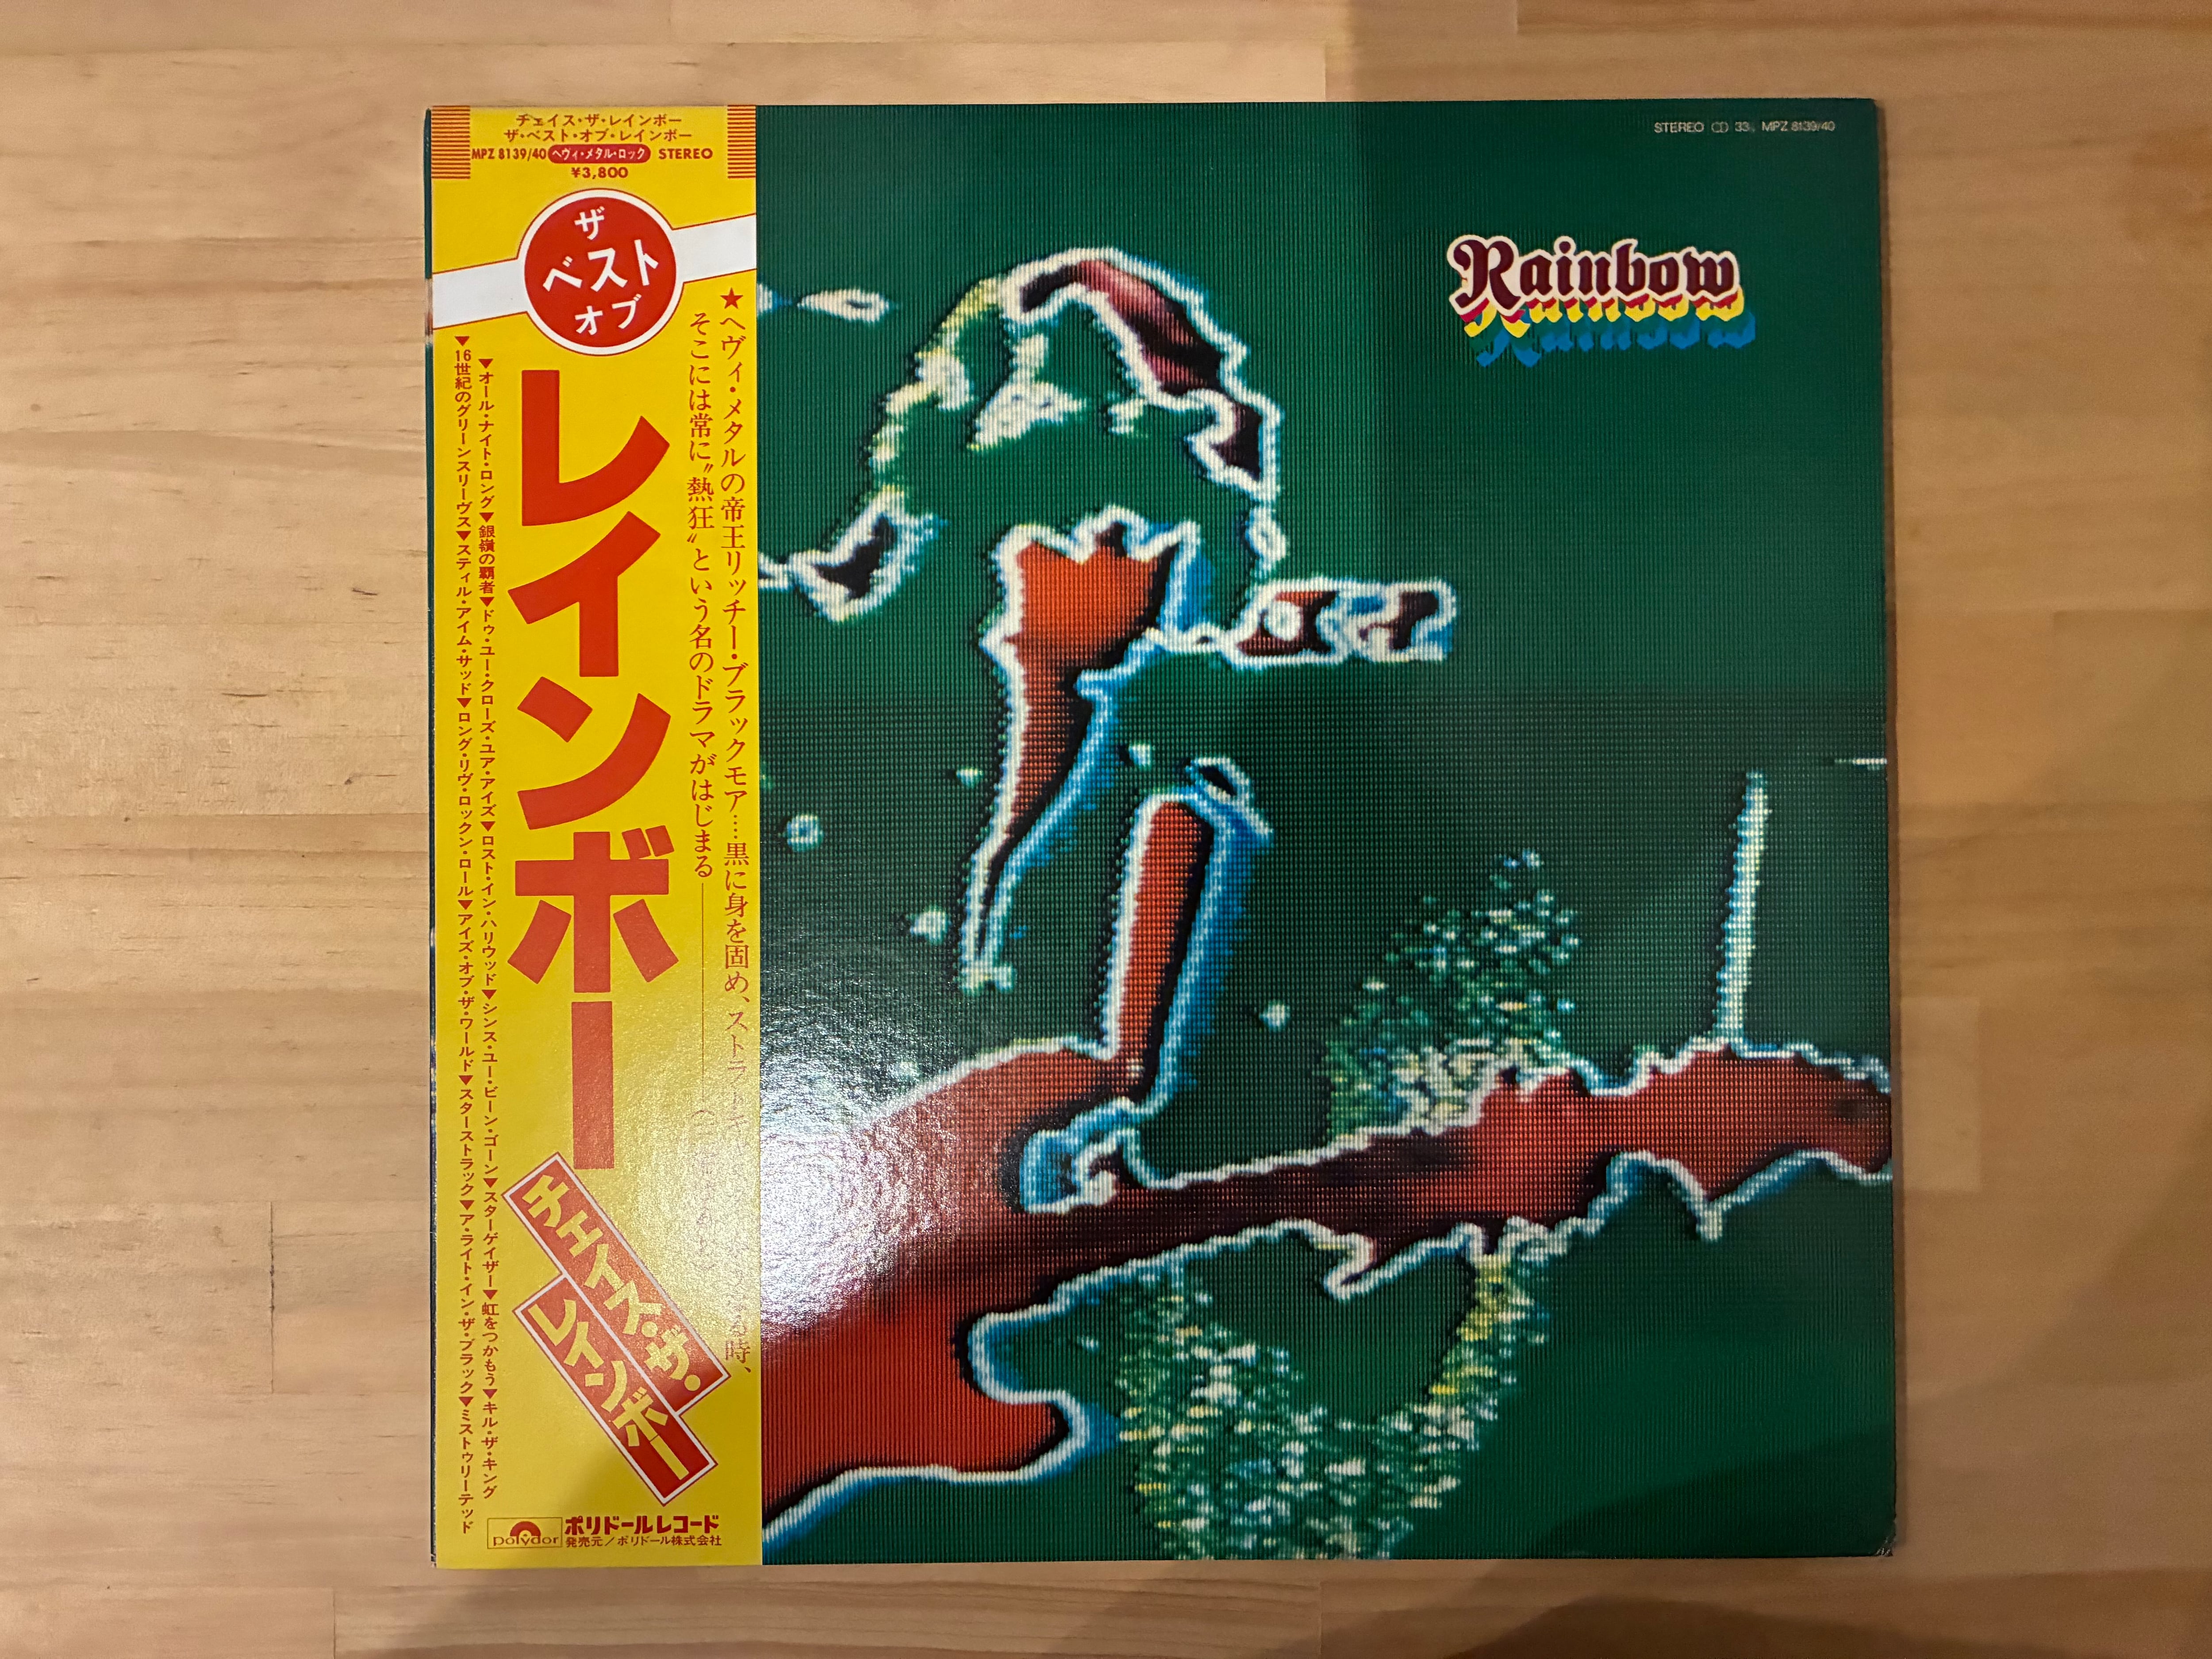 チェイス・ザ・レインボー
ザ・ベスト・オブ・レインボー
MPZ 8139/40 ヘヴィ・メタル・ロック STEREO
¥3,800
ザ
ベスト
オブ
レインボー
チェイス・ザ・
レインボー
★ヘヴィ・メタルの帝王リッチー・ブラックモア……黒に身を固め、ストラ
る時、
そこには常に〝熱狂〟という名のドラマがはじまる
▼オール・ナイト・ロング▼銀嶺の覇者▼ドゥ・ユー・クローズ・ユア・アイズ▼ロスト・イン・ハリウッド▼シンス・ユー・ビーン・ゴーン▼スターゲイザー▼虹をつかもう▼キル・ザ・キング
▼16世紀のグリーンスリーヴス▼スティル・アイム・サッド▼ロング・リヴ・ロックン・ロール▼アイズ・オブ・ザ・ワールド▼スターストラック▼ア・ライト・イン・ザ・ブラック▼ミストゥリーテッド
polydor ポリドールレコード
発売元/ポリドール株式会社
STEREO CD 33⅓ MPZ 8139/40
Rainbow